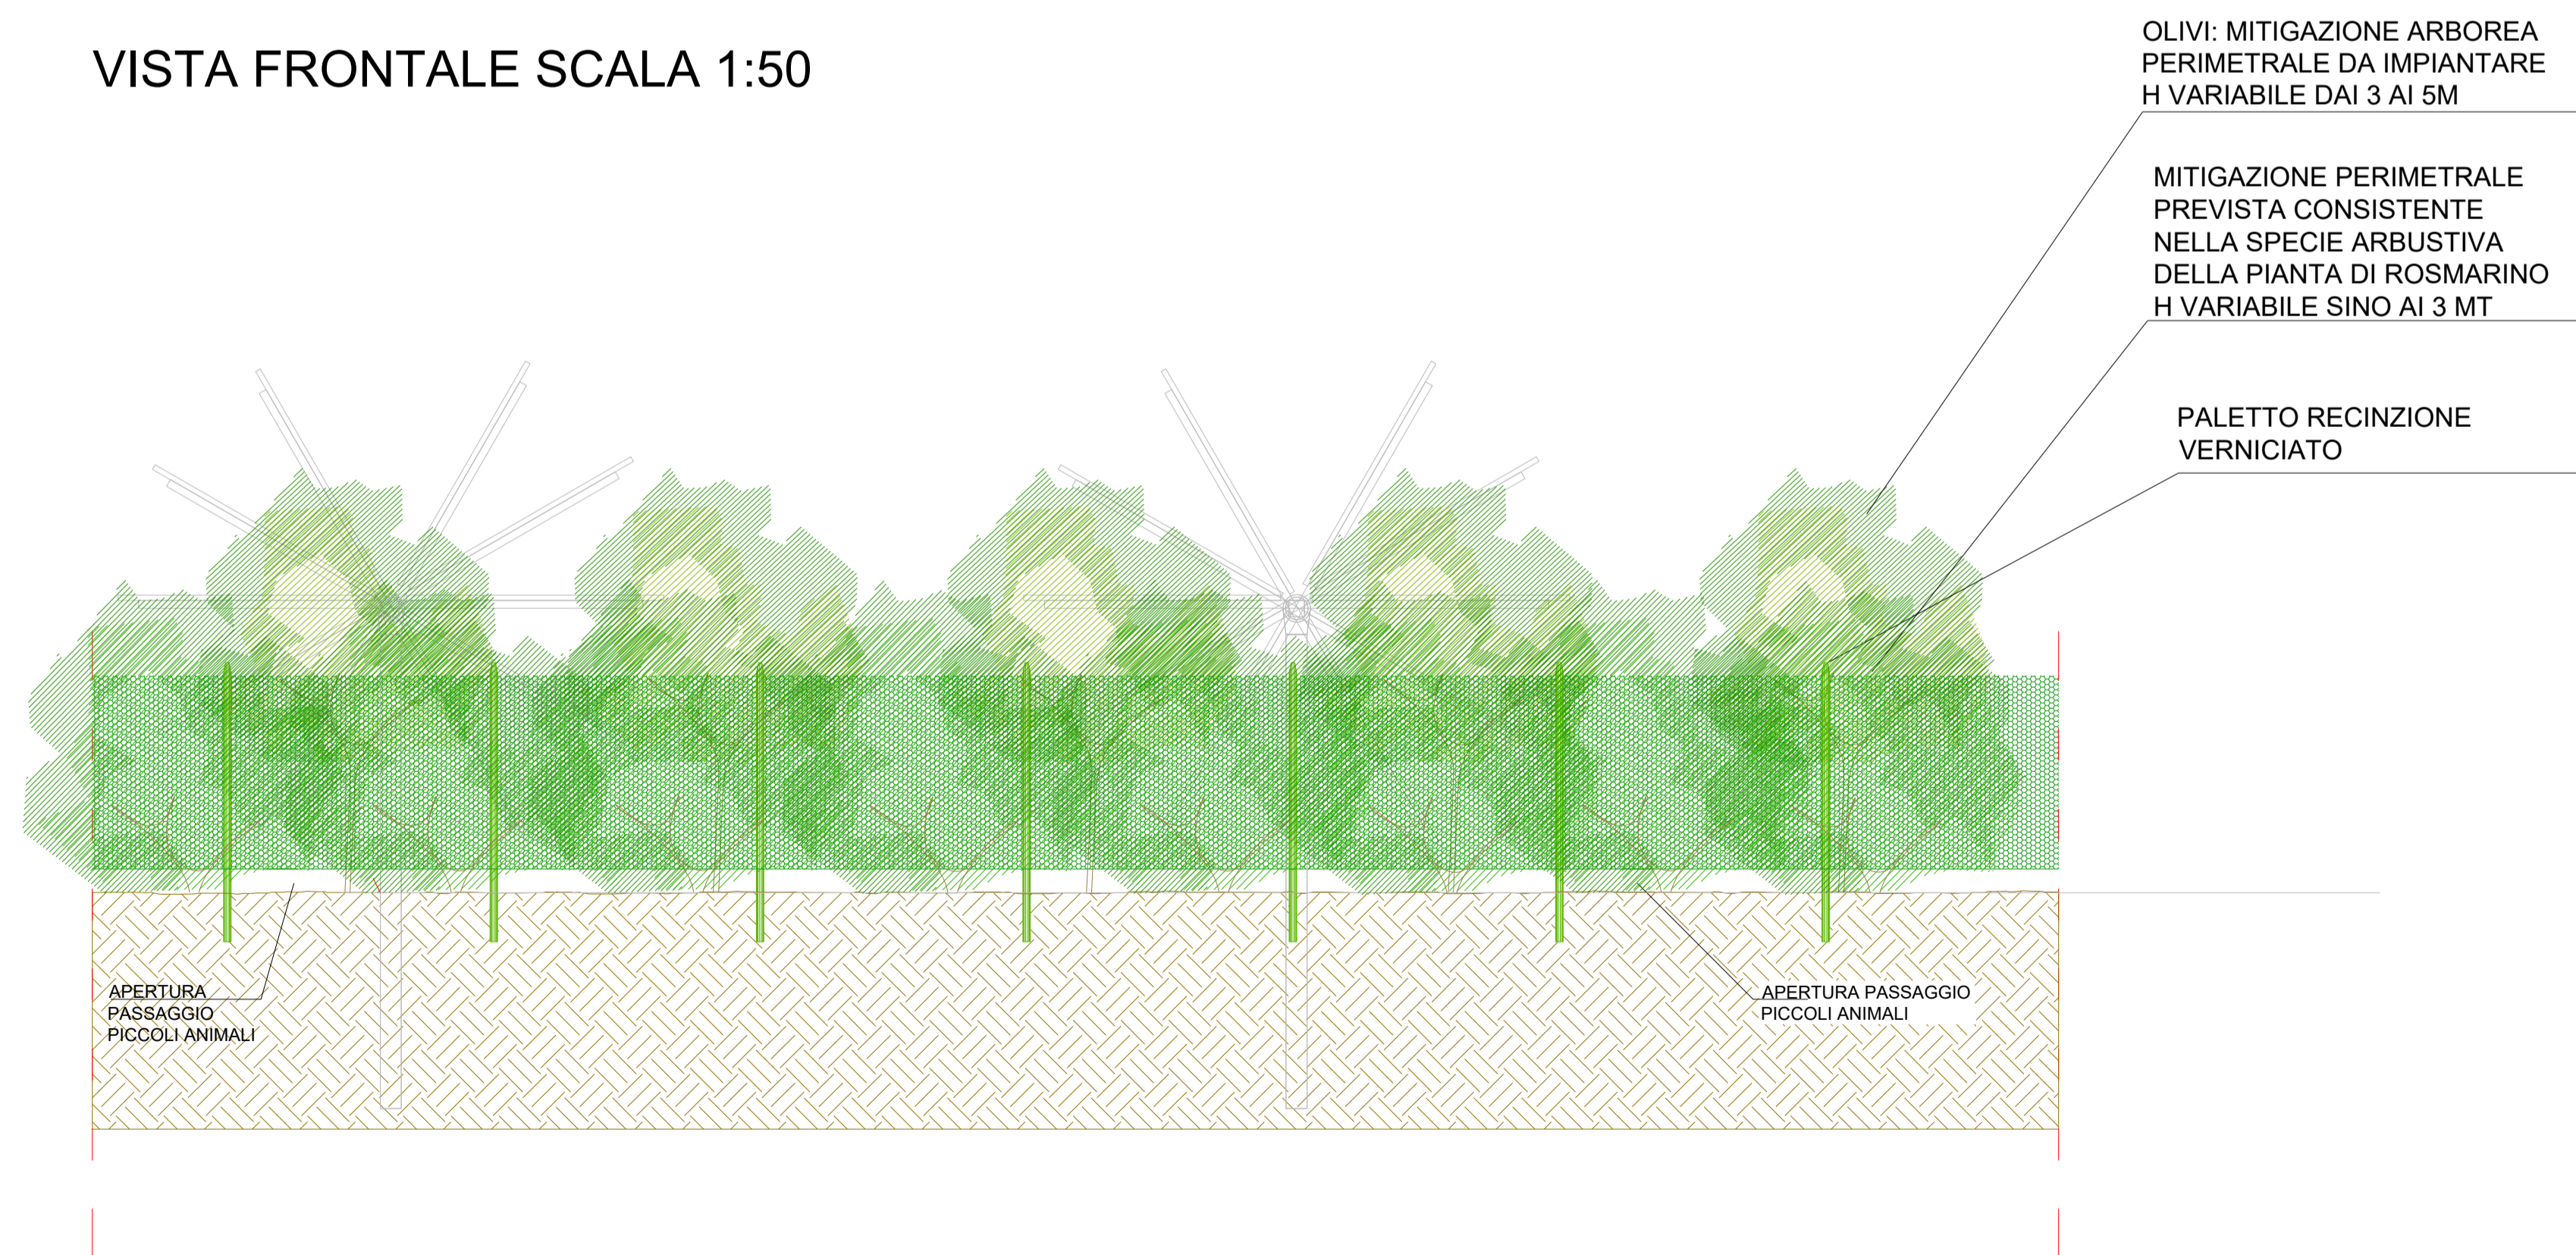 VISTA FRONTALE SCALA 1:50
OLIVI: MITIGAZIONE ARBOREA
PERIMETRALE DA IMPIANTARE
H VARIABILE DAI 3 AI 5M
MITIGAZIONE PERIMETRALE
PREVISTA CONSISTENTE
NELLA SPECIE ARBUSTIVA
DELLA PIANTA DI ROSMARINO
H VARIABILE SINO AI 3 MT
PALETTO RECINZIONE
VERNICIATO
APERTURA
PASSAGGIO
PICCOLI ANIMALI
APERTURA PASSAGGIO
PICCOLI ANIMALI